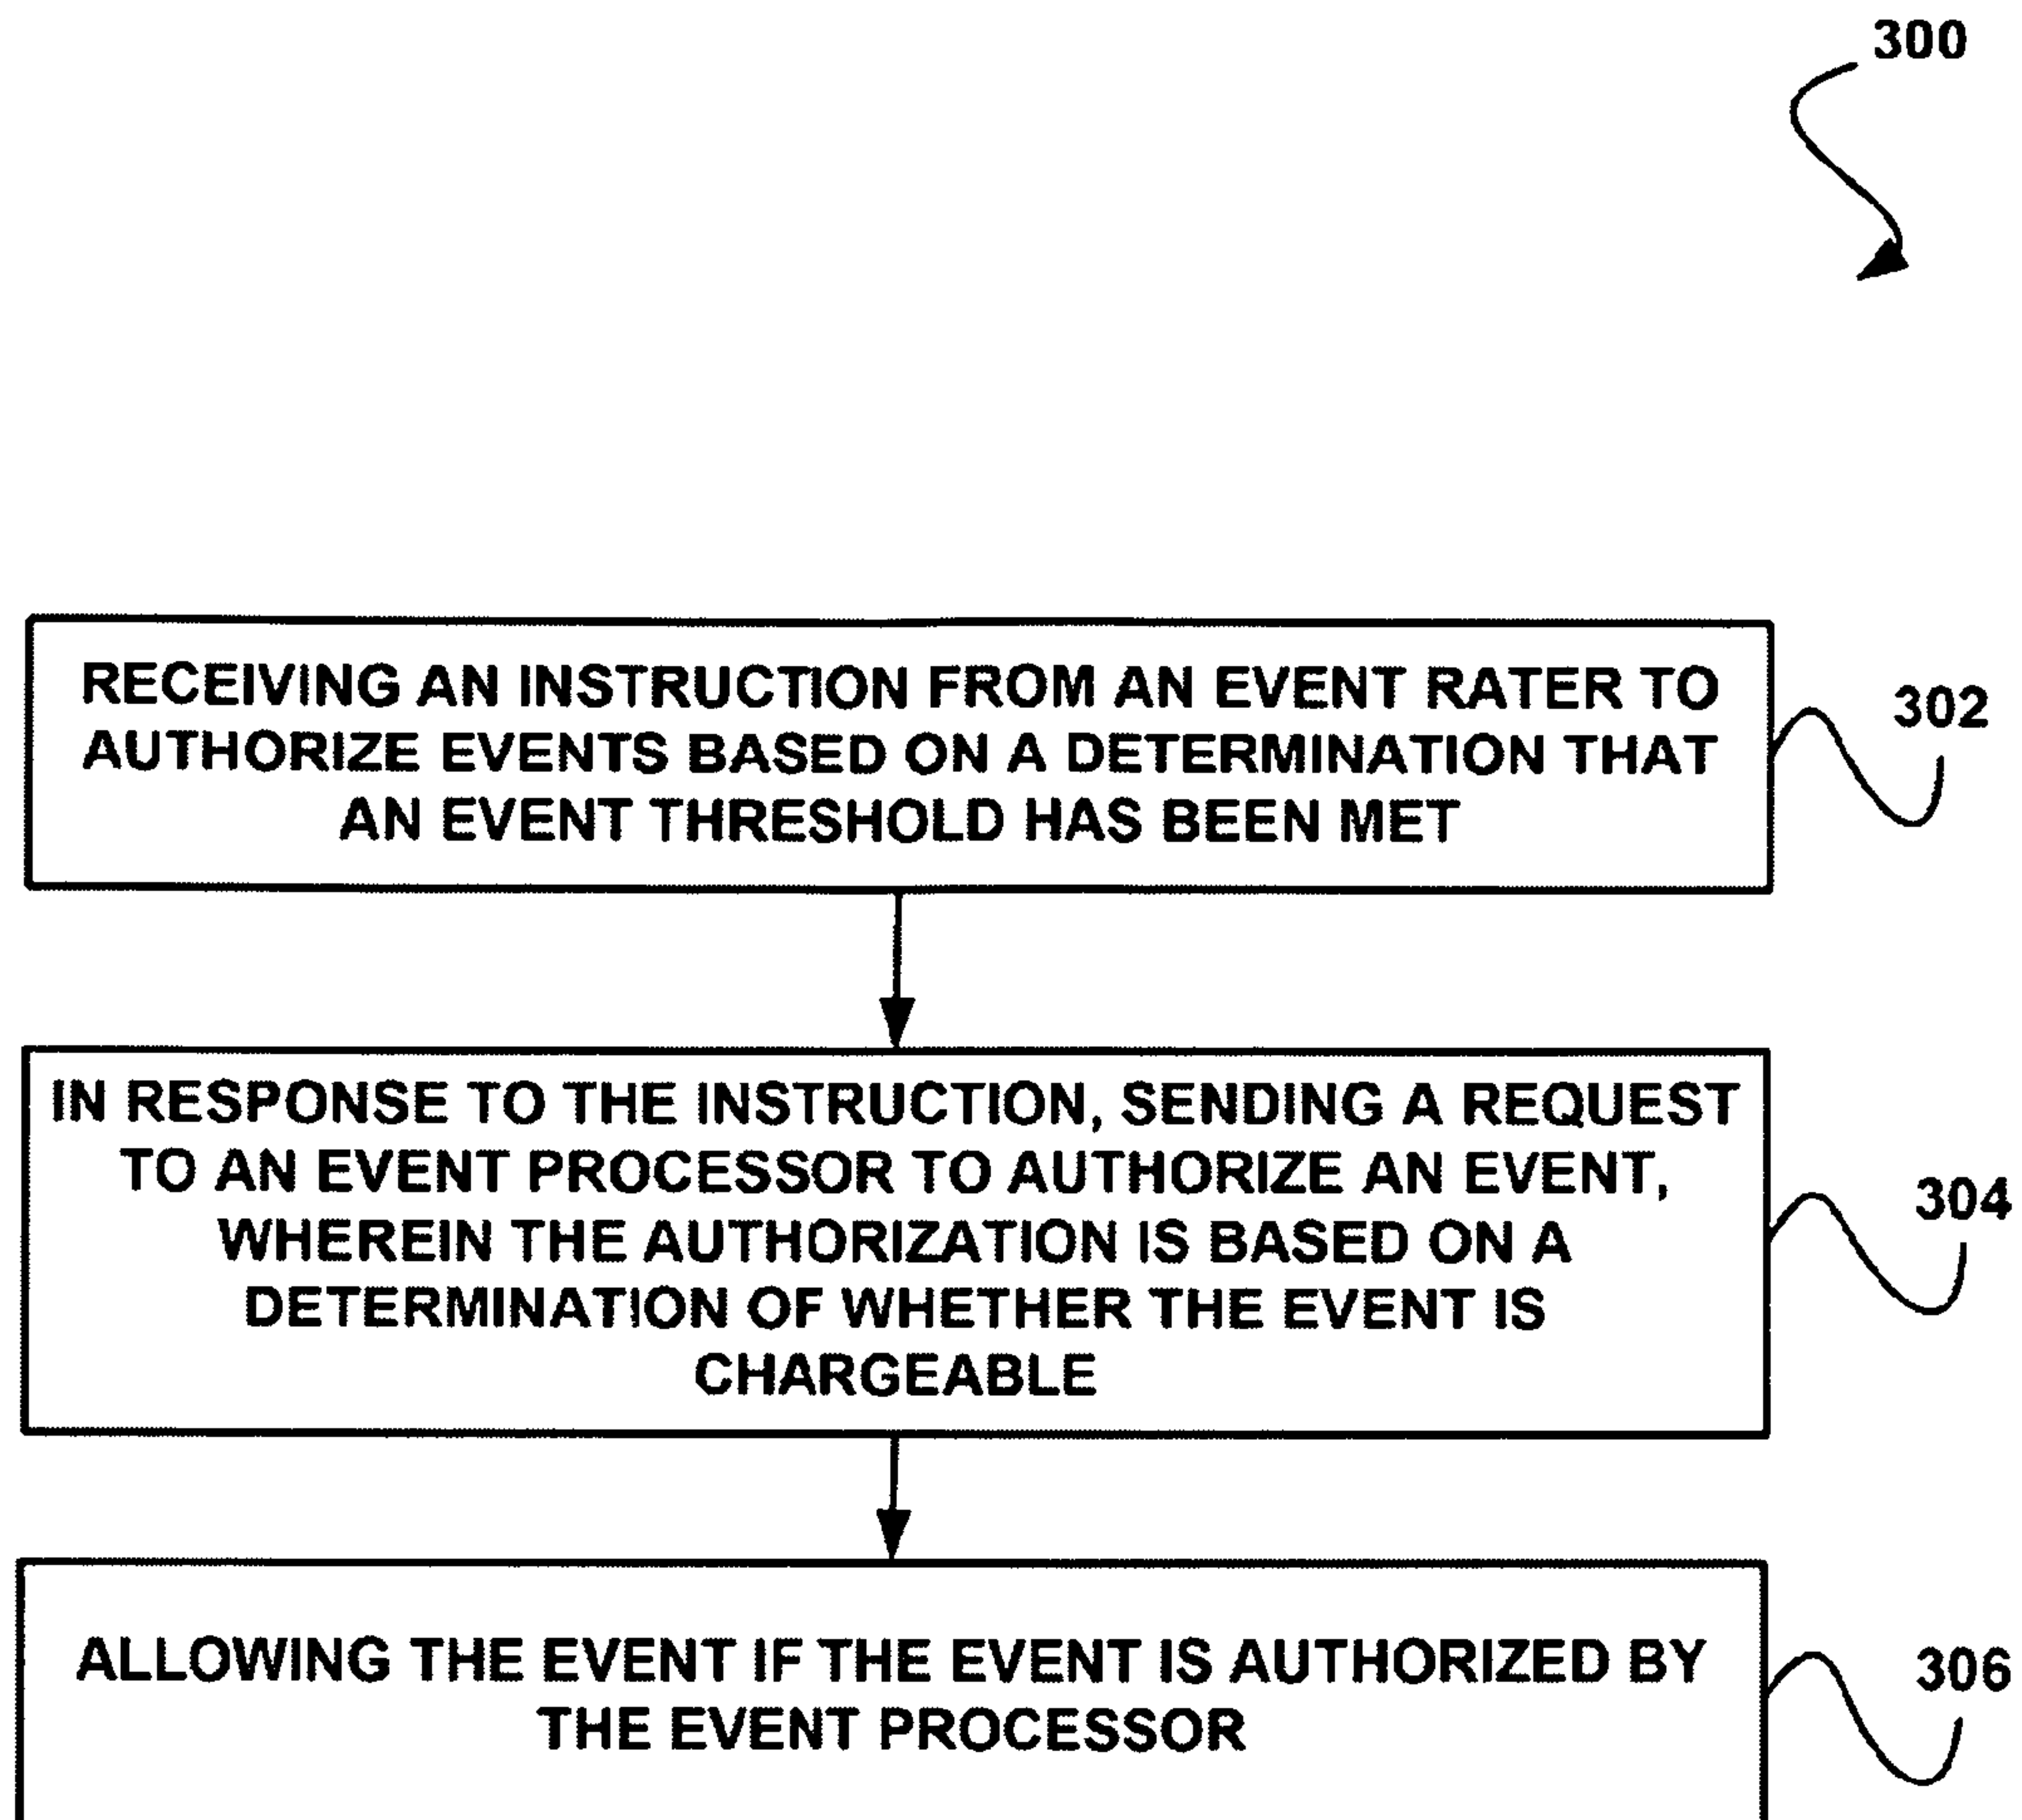 300
RECEIVING AN INSTRUCTION FROM AN EVENT RATER TO
AUTHORIZE EVENTS BASED ON A DETERMINATION THAT
AN EVENT THRESHOLD HAS BEEN MET
302
IN RESPONSE TO THE INSTRUCTION, SENDING A REQUEST
TO AN EVENT PROCESSOR TO AUTHORIZE AN EVENT,
WHEREIN THE AUTHORIZATION IS BASED ON A
DETERMINATION OF WHETHER THE EVENT IS
CHARGEABLE
304
ALLOWING THE EVENT IF THE EVENT IS AUTHORIZED BY
THE EVENT PROCESSOR
306